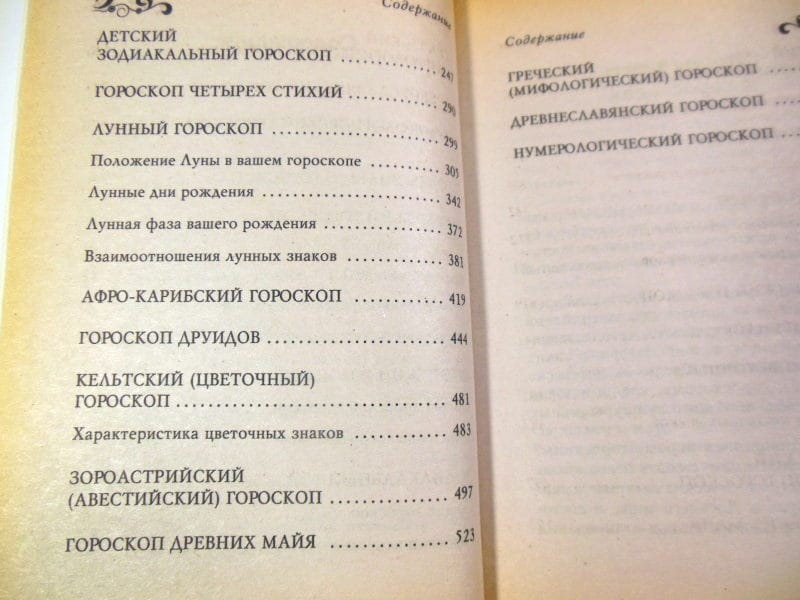 Содержание
ДЕТСКИЙ
ЗОДИАКАЛЬНЫЙ ГОРОСКОП .................... 247
ГОРОСКОП ЧЕТЫРЕХ СТИХИЙ .................... 290
ЛУННЫЙ ГОРОСКОП .................... 299
Положение Луны в вашем гороскопе .................... 305
Лунные дни рождения .................... 342
Лунная фаза вашего рождения .................... 372
Взаимоотношения лунных знаков .................... 381
АФРО-КАРИБСКИЙ ГОРОСКОП .................... 419
ГОРОСКОП ДРУИДОВ .................... 444
КЕЛЬТСКИЙ (ЦВЕТОЧНЫЙ)
ГОРОСКОП .................... 481
Характеристика цветочных знаков .................... 483
ЗОРОАСТРИЙСКИЙ
(АВЕСТИЙСКИЙ) ГОРОСКОП .................... 497
ГОРОСКОП ДРЕВНИХ МАЙЯ .................... 523
Содержание
ГРЕЧЕСКИЙ
(МИФОЛОГИЧЕСКИЙ) ГОРОСКОП ....
ДРЕВНЕСЛАВЯНСКИЙ ГОРОСКОП ....
НУМЕРОЛОГИЧЕСКИЙ ГОРОСКОП ....